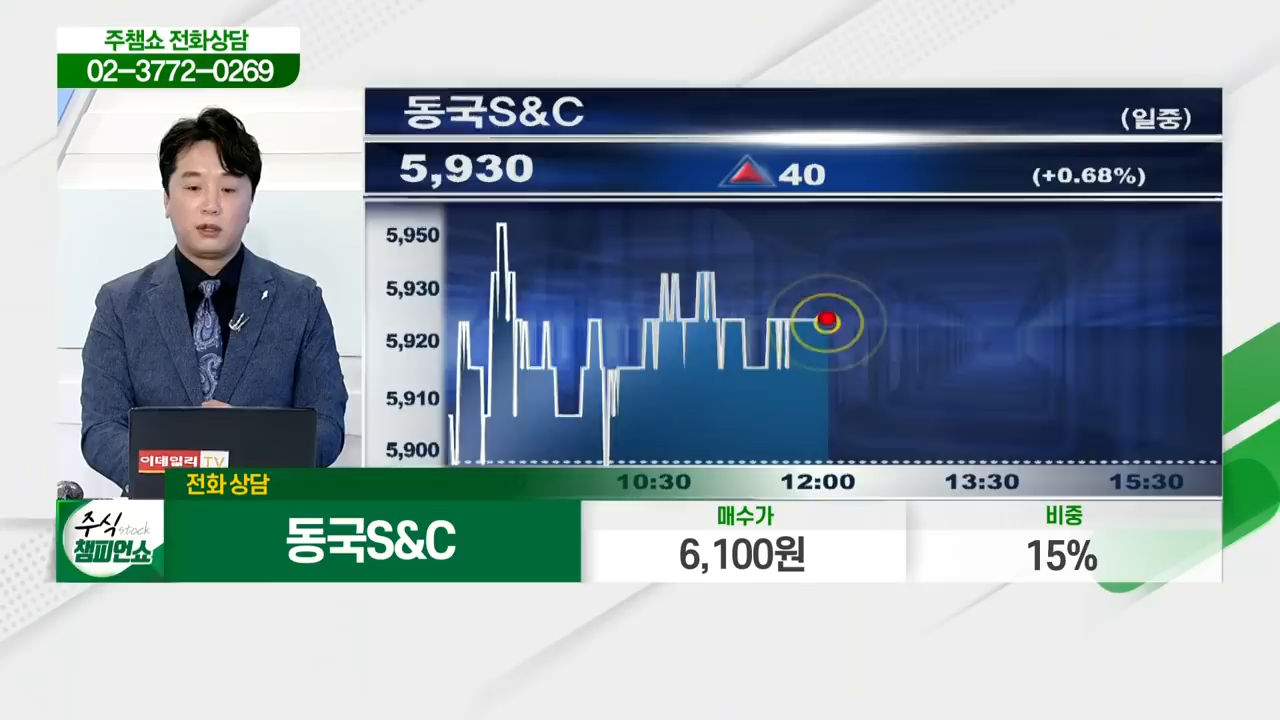 주챔쇼 전화상담
02-3772-0269
동국S&C
(일중)
5,930
40
(+0.68%)
5,950
5,930
5,920
5,910
5,900
10:30
12:00
13:30
15:30
이데일리 TV
전화 상담
주식 stock
챔피언쇼
동국S&C
매수가
6,100원
비중
15%